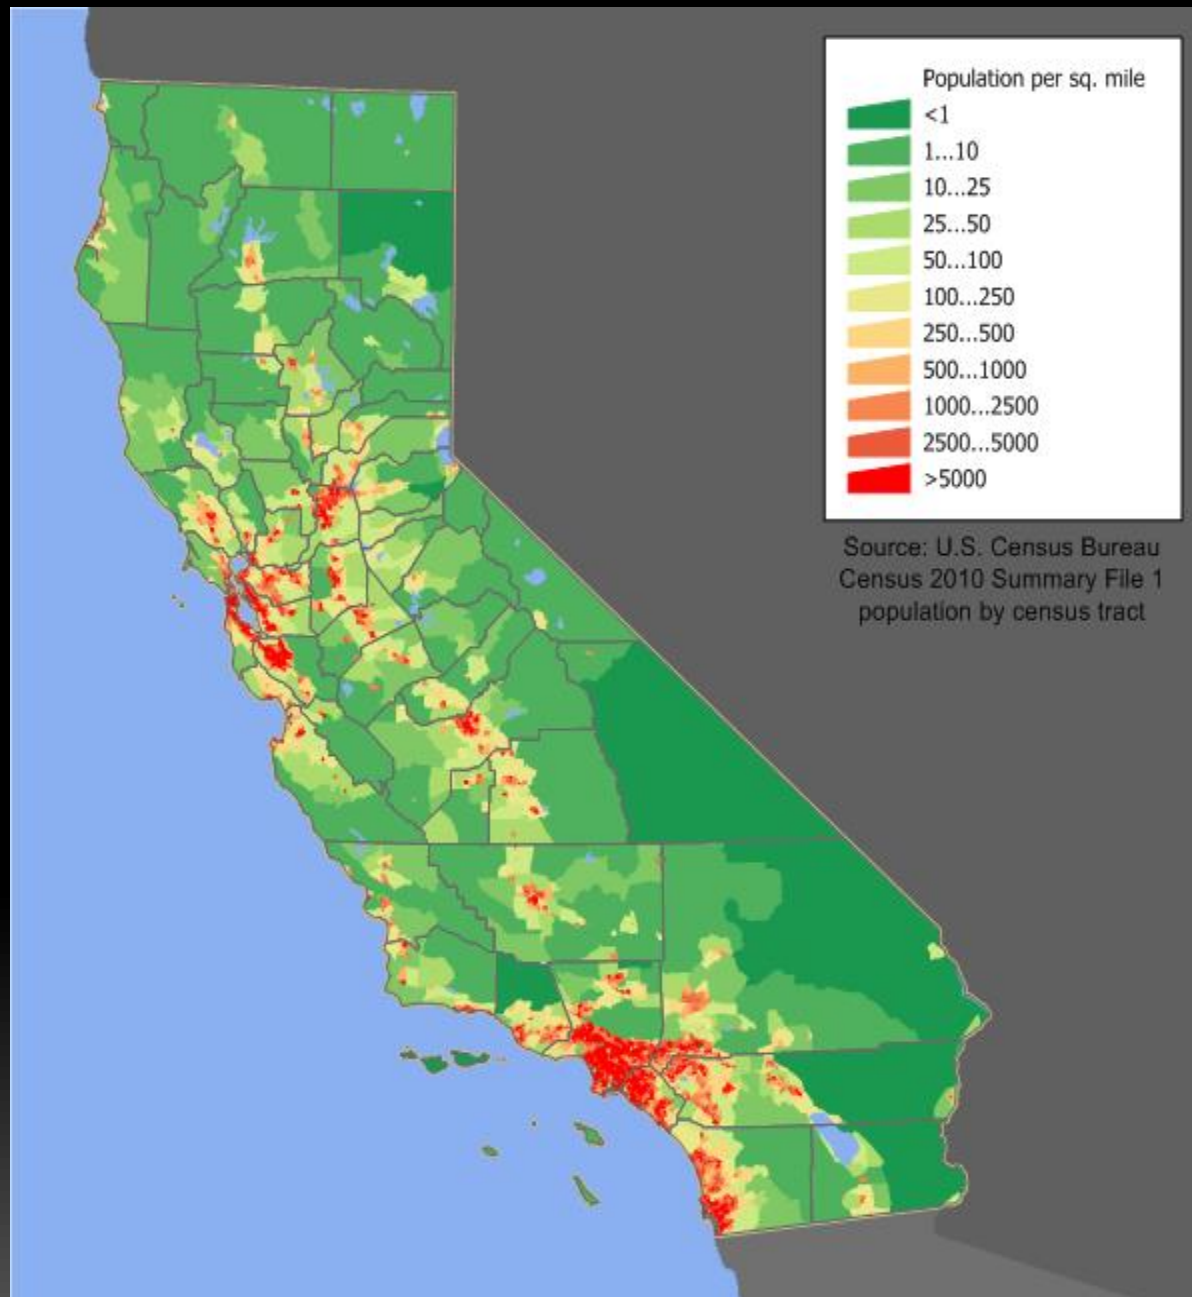 Population per sq. mile
<1
1...10
10...25
25...50
50...100
100...250
250...500
500...1000
1000...2500
2500...5000
>5000
Source: U.S. Census Bureau
Census 2010 Summary File 1
population by census tract